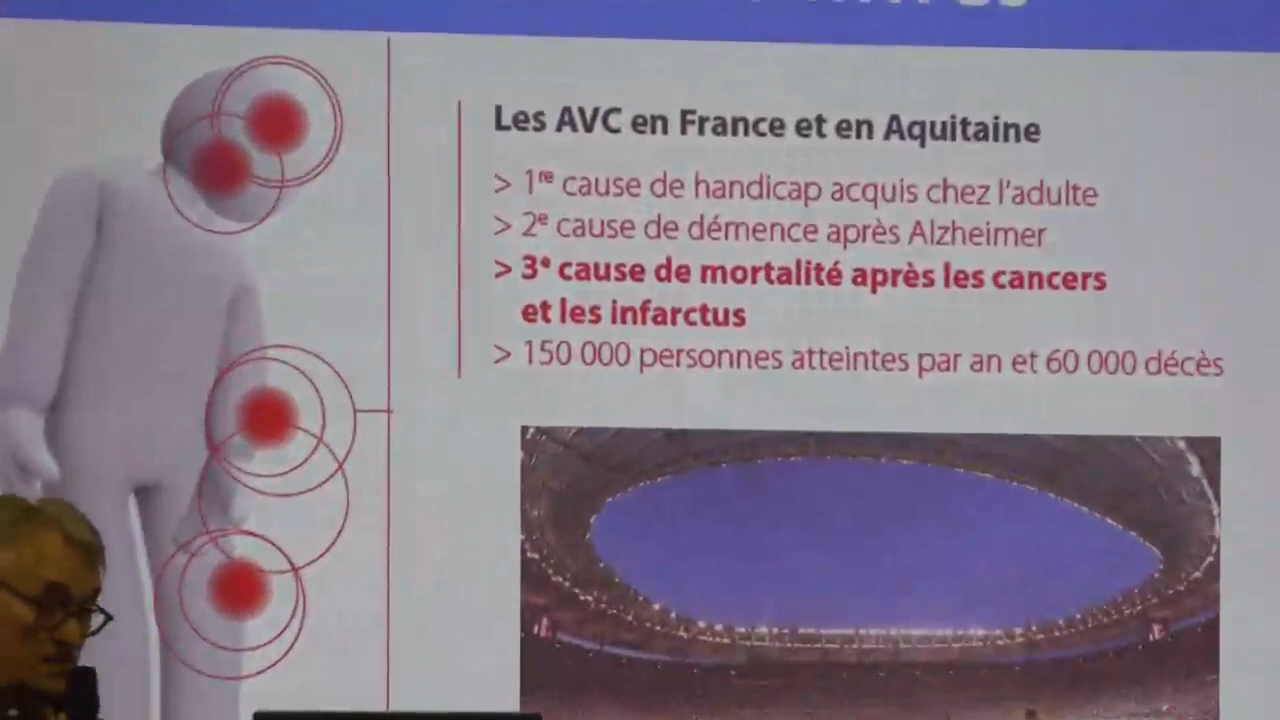 Les AVC en France et en Aquitaine
> 1re cause de handicap acquis chez l'adulte
> 2e cause de démence après Alzheimer
> 3e cause de mortalité après les cancers
et les infarctus
> 150 000 personnes atteintes par an et 60 000 décès